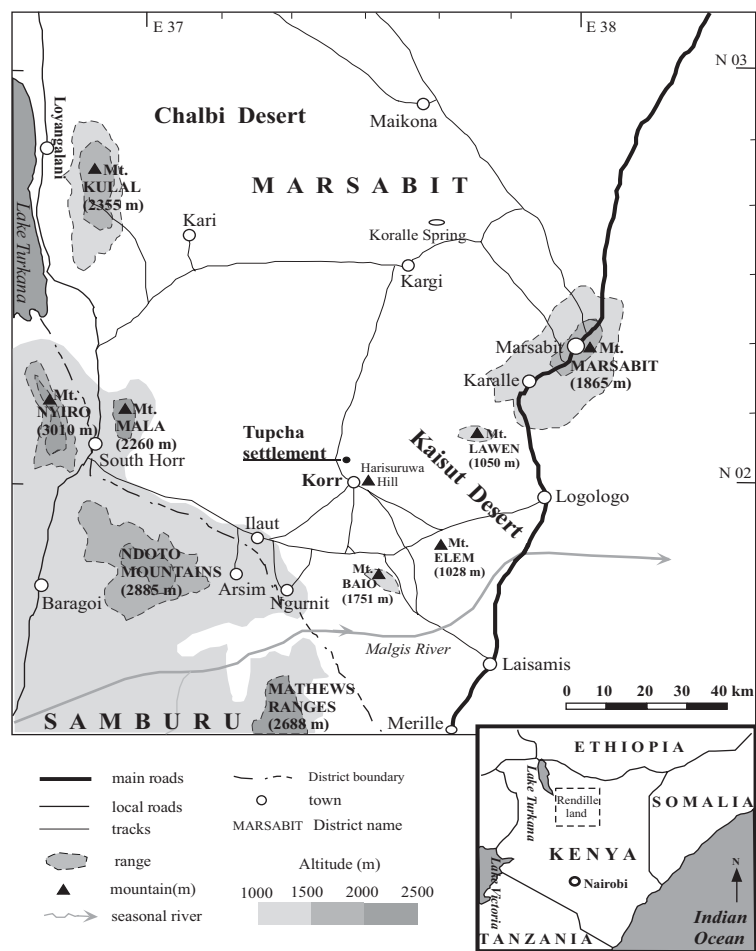 E 37
E 38
N 03
Loyangalani
Chalbi Desert
Maikona
Mt.
KULAL
(2355 m)
MARSABIT
Lake Turkana
Kari
Koralle Spring
Kargi
Marsabit
Mt.
MARSABIT
(1865 m)
Karalle
Mt.
NYIRO
(3010 m)
Mt.
MALA
(2260 m)
South Horr
Tupcha
settlement
Mt.
LAWEN
(1050 m)
Kaisut Desert
Harisuruwa
Hill
Korr
N 02
Logologo
Ilaut
NDOTO
MOUNTAINS
(2885 m)
Mt.
ELEM
(1028 m)
Mt.
BAIO
(1751 m)
Baragoi
Arsim
Ngurnit
Malgis River
Laisamis
MATHEWS
RANGES
(2688 m)
SAMBURU
Merille
0 10 20 30 40 km
main roads
local roads
tracks
range
mountain(m)
seasonal river
District boundary
town
MARSABIT District name
Altitude (m)
1000 1500 2000 2500
ETHIOPIA
Lake Turkana
Rendille
land
SOMALIA
KENYA
Nairobi
Lake Victoria
TANZANIA
N
Indian
Ocean